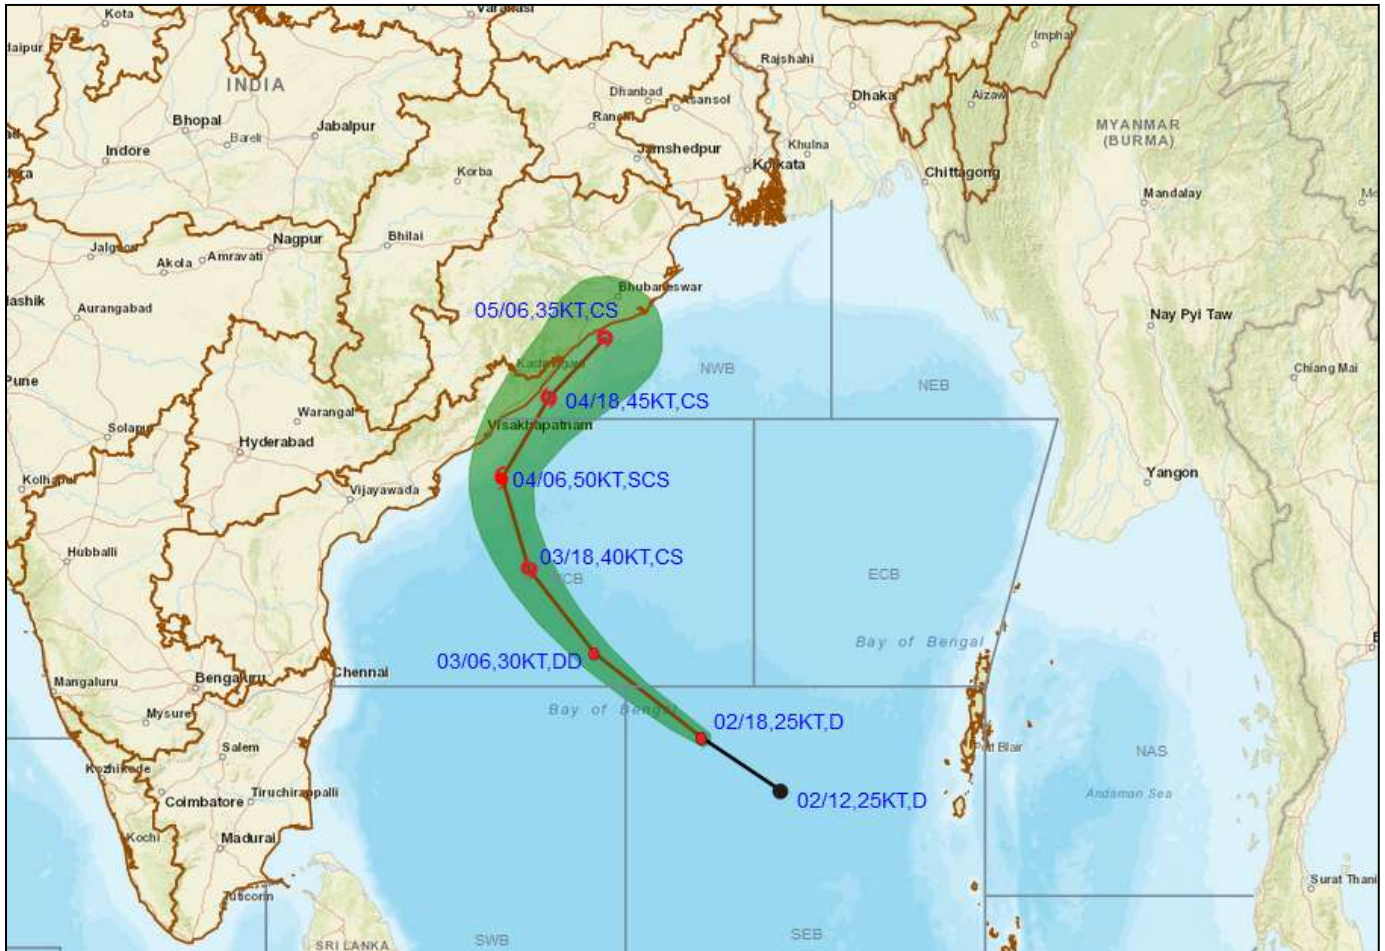 Kota
Varanasi
Imphal
INDIA
Rajshahi
Dhanbad
Asansol
Dhaka
Aizaw
Bhopal
Bareli
Jabalpur
Ranchi
MYANMAR
(BURMA)
Indore
Jamshedpur
Khulna
Kolkata
Korba
Chittagong
Mandalay
Nagpur
Bhilai
Jalgaon
Amravati
Akola
Bhubaneswar
Aurangabad
05/06,35KT,CS
Nay Pyi Taw
Pune
NWB
NEB
Chiang Mai
04/18,45KT,CS
Warangal
Visakhapatnam
Solapur
Hyderabad
Yangon
Kolhapur
04/06,50KT,SCS
Vijayawada
Hubballi
03/18,40KT,CS
ECB
Bay of Bengal
03/06,30KT,DD
Chennai
Mangaluru
Bengaluru
Bay of Bengal
Mysuru
02/18,25KT,D
Salem
Port Blair
NAS
Kozhikode
Andaman Sea
Coimbatore
Tiruchirappalli
02/12,25KT,D
Kochi
Madurai
Surat Thani
Tuticorin
SRI LANKA
SWB
SEB